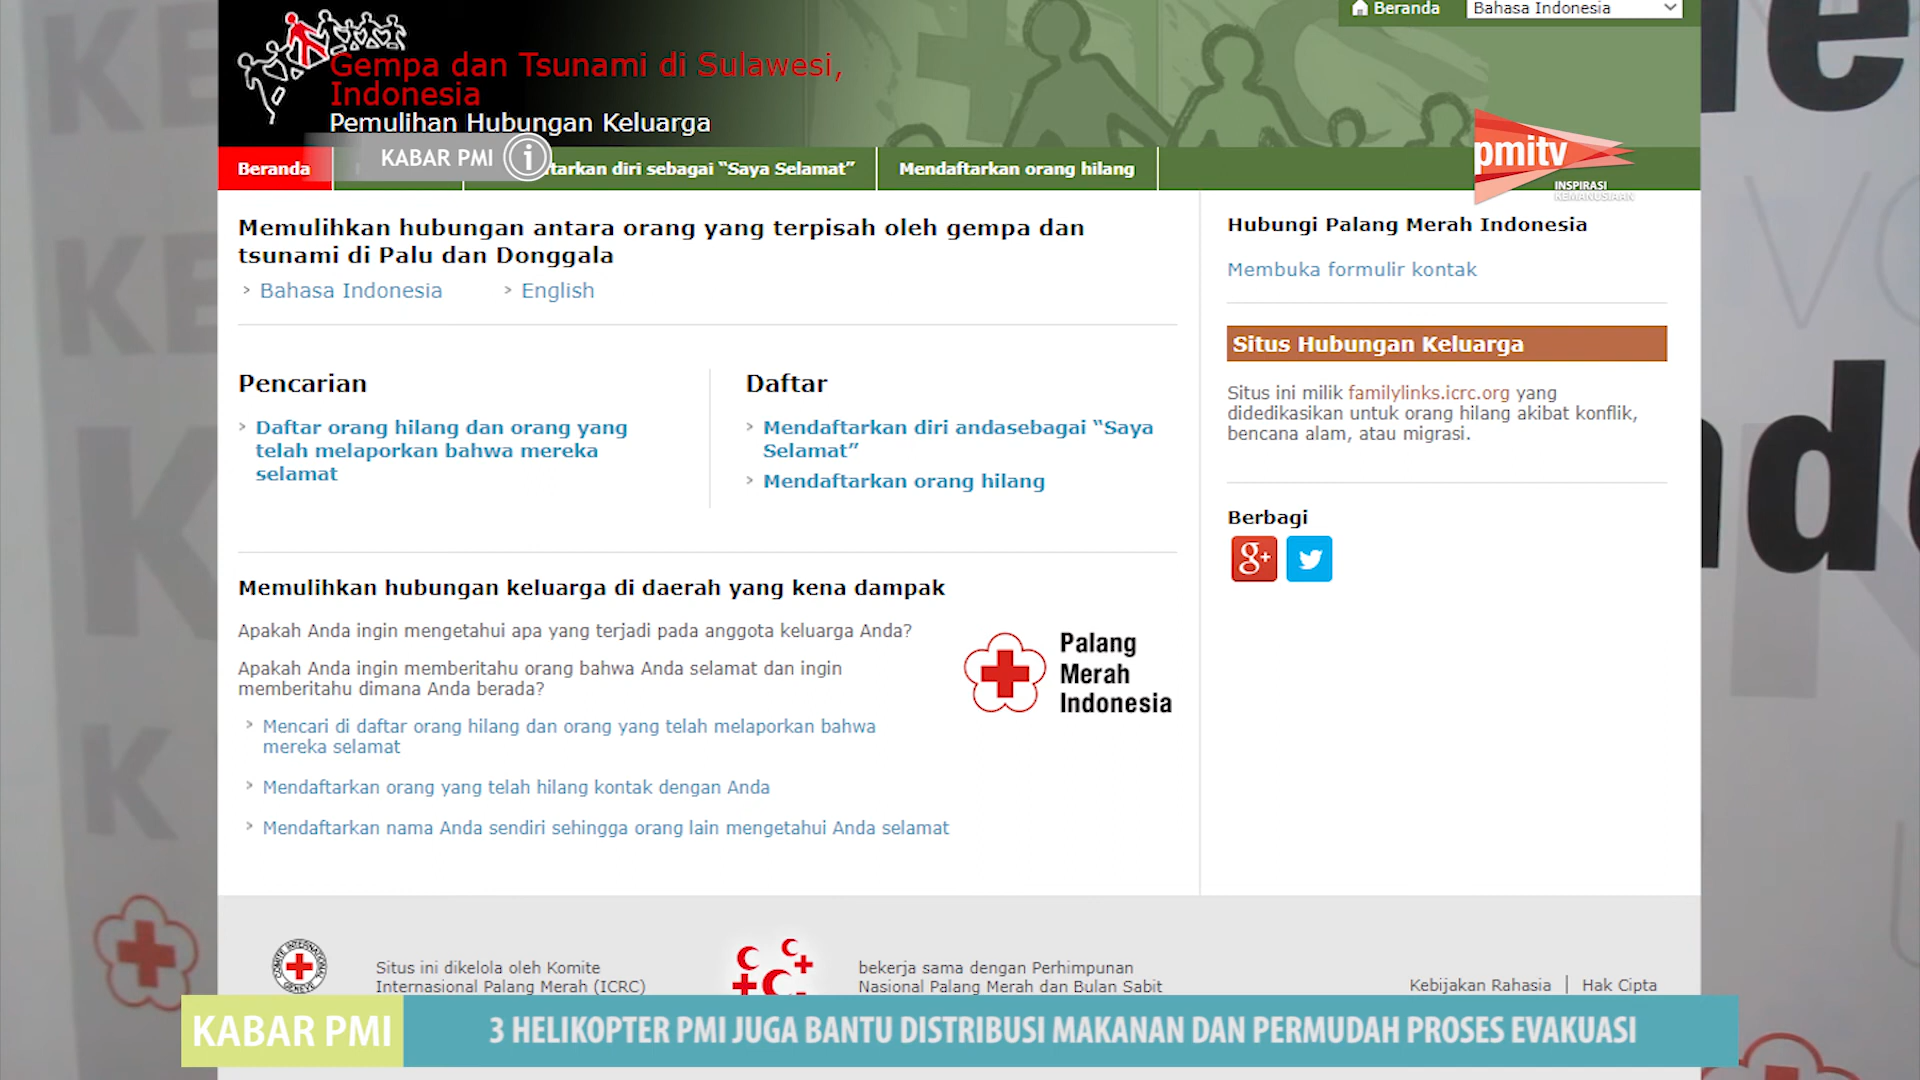 Beranda
Bahasa Indonesia
Gempa dan Tsunami di Sulawesi,
Indonesia
Pemulihan Hubungan Keluarga
KABAR PMI
pmitv
INSPIRASI
KEMANUSIAAN
Beranda
tarkan diri sebagai “Saya Selamat”
Mendaftarkan orang hilang
Memulihkan hubungan antara orang yang terpisah oleh gempa dan
tsunami di Palu dan Donggala
Bahasa Indonesia
English
Pencarian
Daftar orang hilang dan orang yang
telah melaporkan bahwa mereka
selamat
Daftar
Mendaftarkan diri andasebagai “Saya
Selamat”
Mendaftarkan orang hilang
Memulihkan hubungan keluarga di daerah yang kena dampak
Apakah Anda ingin mengetahui apa yang terjadi pada anggota keluarga Anda?
Apakah Anda ingin memberitahu orang bahwa Anda selamat dan ingin
memberitahu dimana Anda berada?
Mencari di daftar orang hilang dan orang yang telah melaporkan bahwa
mereka selamat
Mendaftarkan orang yang telah hilang kontak dengan Anda
Mendaftarkan nama Anda sendiri sehingga orang lain mengetahui Anda selamat
Palang
Merah
Indonesia
Hubungi Palang Merah Indonesia
Membuka formulir kontak
Situs Hubungan Keluarga
Situs ini milik familylinks.icrc.org yang
didedikasikan untuk orang hilang akibat konflik,
bencana alam, atau migrasi.
Berbagi
g+
COMITE INTERNATIONAL
GENEVE
Situs ini dikelola oleh Komite
Internasional Palang Merah (ICRC)
bekerja sama dengan Perhimpunan
Nasional Palang Merah dan Bulan Sabit
Kebijakan Rahasia
Hak Cipta
KABAR PMI
3 HELIKOPTER PMI JUGA BANTU DISTRIBUSI MAKANAN DAN PERMUDAH PROSES EVAKUASI